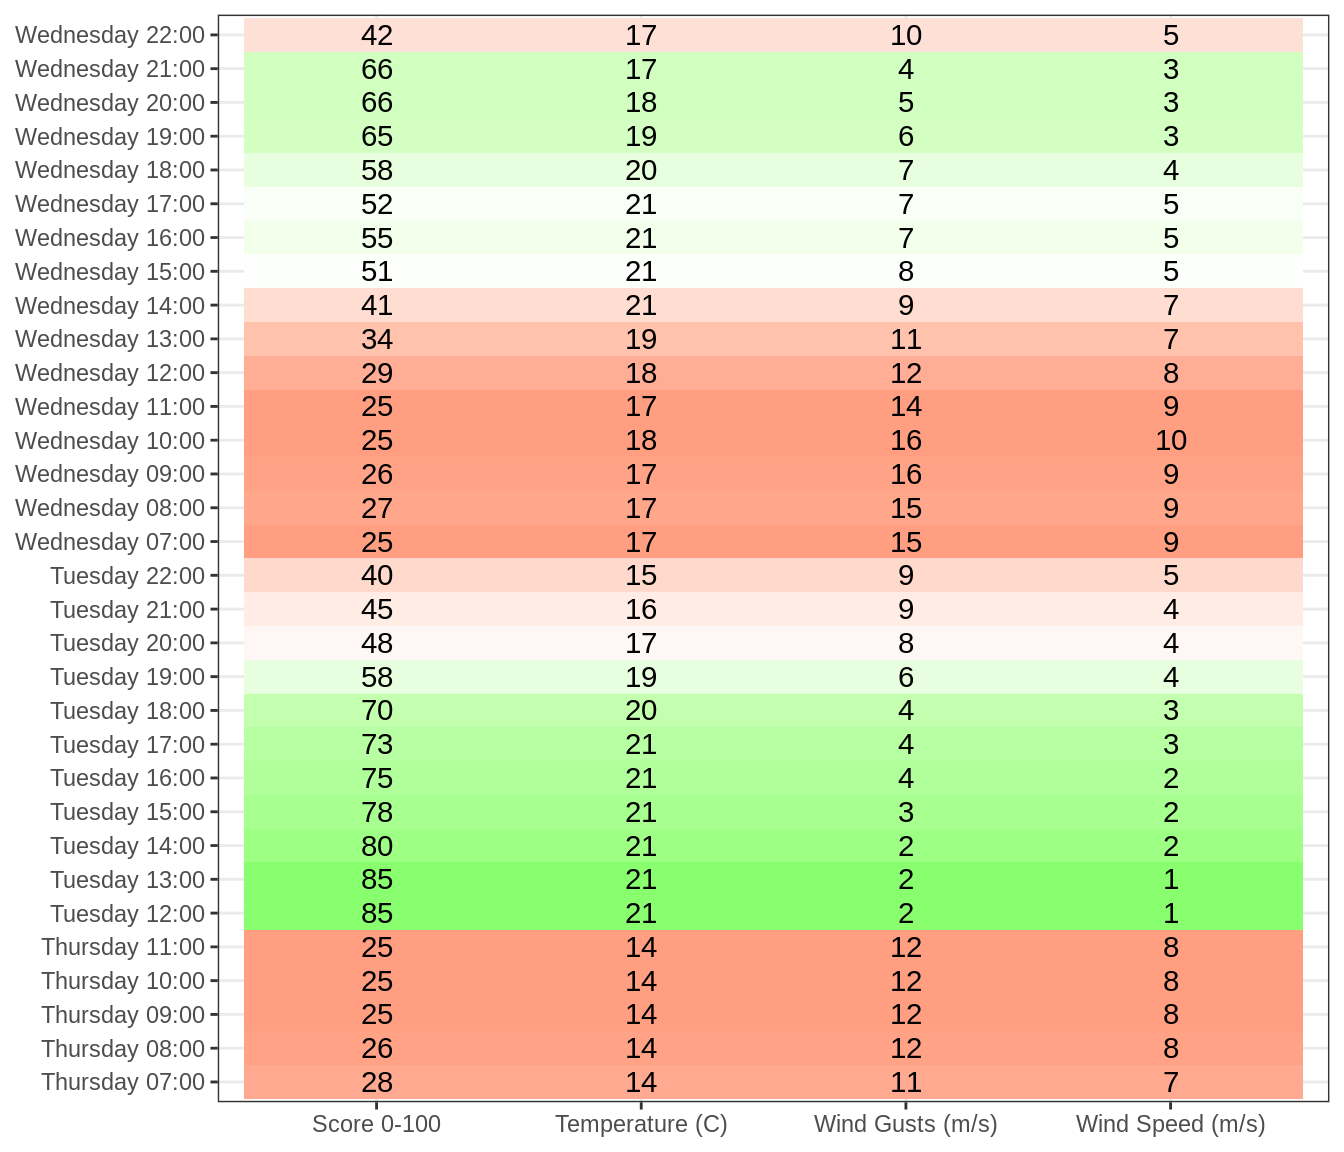 Wednesday 22:00 42 17 10 5
Wednesday 21:00 66 17 4 3
Wednesday 20:00 66 18 5 3
Wednesday 19:00 65 19 6 3
Wednesday 18:00 58 20 7 4
Wednesday 17:00 52 21 7 5
Wednesday 16:00 55 21 7 5
Wednesday 15:00 51 21 8 5
Wednesday 14:00 41 21 9 7
Wednesday 13:00 34 19 11 7
Wednesday 12:00 29 18 12 8
Wednesday 11:00 25 17 14 9
Wednesday 10:00 25 18 16 10
Wednesday 09:00 26 17 16 9
Wednesday 08:00 27 17 15 9
Wednesday 07:00 25 17 15 9
Tuesday 22:00 40 15 9 5
Tuesday 21:00 45 16 9 4
Tuesday 20:00 48 17 8 4
Tuesday 19:00 58 19 6 4
Tuesday 18:00 70 20 4 3
Tuesday 17:00 73 21 4 3
Tuesday 16:00 75 21 4 2
Tuesday 15:00 78 21 3 2
Tuesday 14:00 80 21 2 2
Tuesday 13:00 85 21 2 1
Tuesday 12:00 85 21 2 1
Thursday 11:00 25 14 12 8
Thursday 10:00 25 14 12 8
Thursday 09:00 25 14 12 8
Thursday 08:00 26 14 12 8
Thursday 07:00 28 14 11 7
Score 0-100 Temperature (C) Wind Gusts (m/s) Wind Speed (m/s)